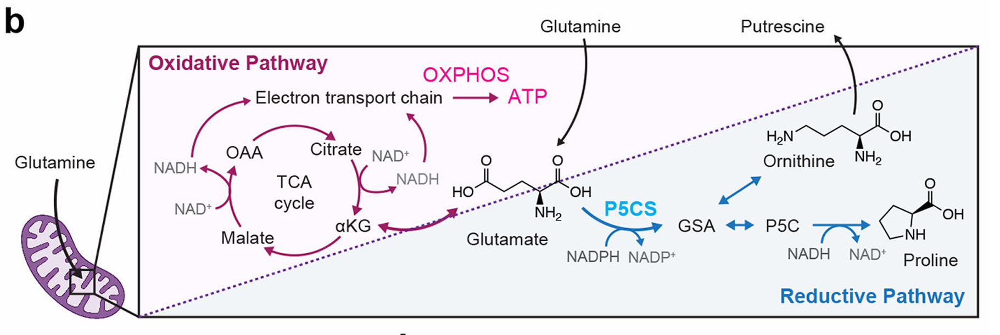 b
Glutamine
Putrescine
Oxidative Pathway
OXPHOS
Electron transport chain
ATP
Glutamine
NADH
OAA
Citrate
NAD⁺
NADH
TCA
cycle
NAD⁺
Malate
αKG
O
O
HO
OH
NH₂
Glutamate
P5CS
NADPH
NADP⁺
GSA
P5C
NADH
NAD⁺
O
H₂N
OH
NH₂
Ornithine
O
OH
NH
Proline
Reductive Pathway